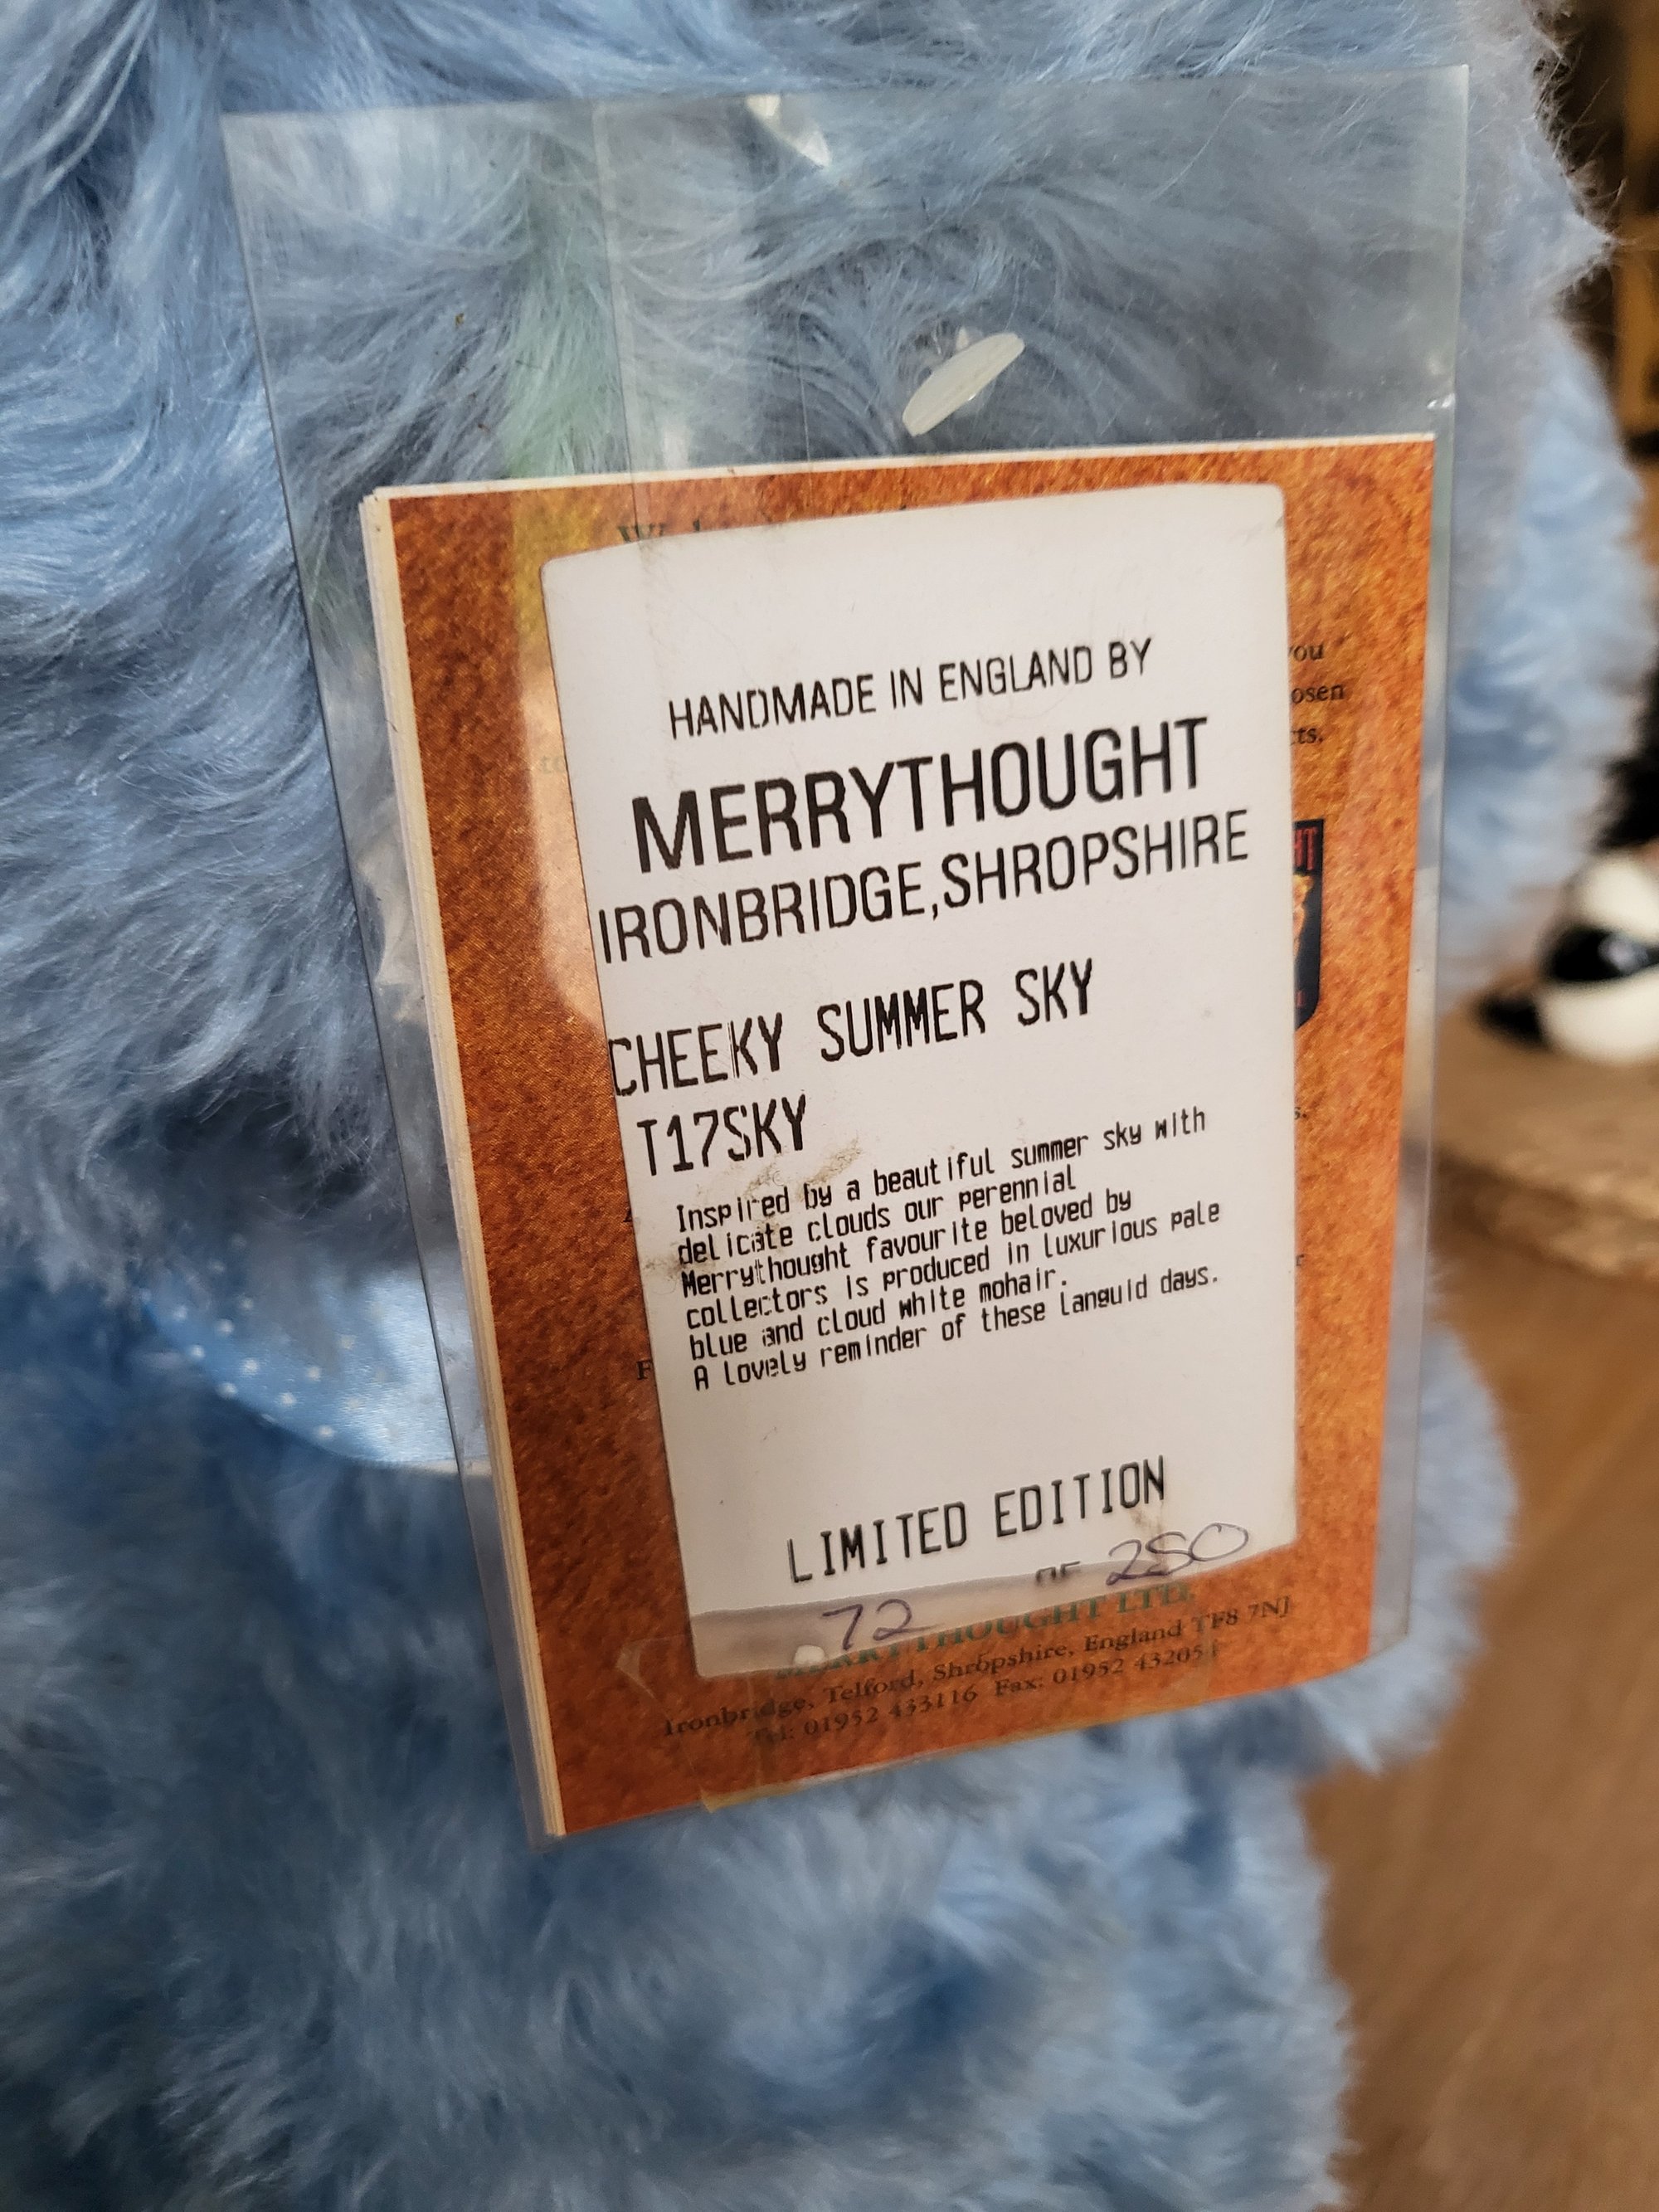 HANDMADE IN ENGLAND BY
MERRYTHOUGHT
IRONBRIDGE,SHROPSHIRE
CHEEKY SUMMER SKY
T17SKY
Inspired by a beautiful summer sky with
delicate clouds our perennial
Merrythought favourite beloved by
collectors is produced in luxurious pale
blue and cloud white mohair.
A lovely reminder of these languid days.
LIMITED EDITION
72 OF 250
MERRYTHOUGHT LTD.
Ironbridge, Telford, Shropshire, England TF8 7NJ
Tel: 01952 433116 Fax: 01952 432054